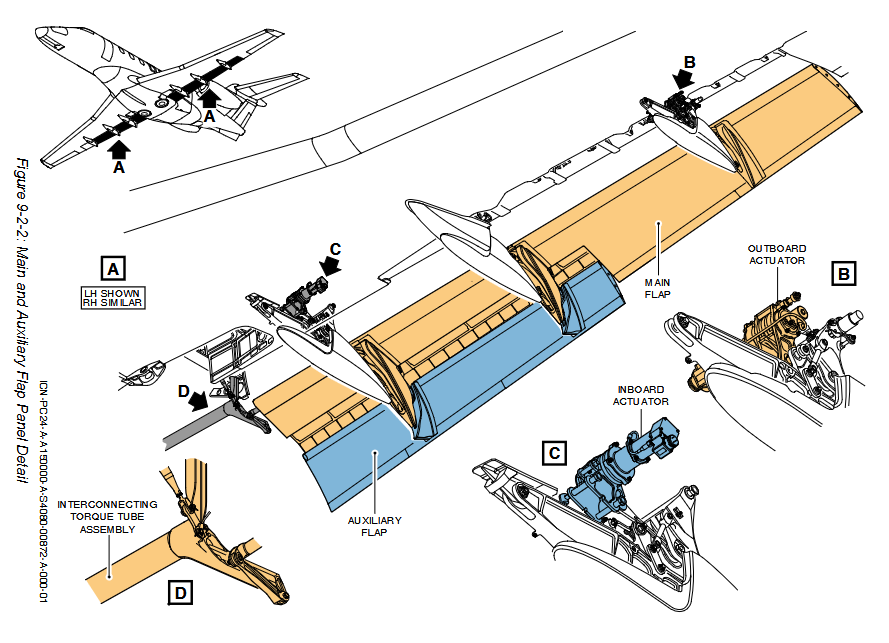 A
A
B
C
A
LH SHOWN
RH SIMILAR
MAIN
FLAP
OUTBOARD
ACTUATOR
B
D
INBOARD
ACTUATOR
C
INTERCONNECTING
TORQUE TUBE
ASSEMBLY
AUXILIARY
FLAP
D
ICN-PC24-A-A150000-A-S4080-00872-A-000-01
Figure 9-2-2: Main and Auxiliary Flap Panel Detail